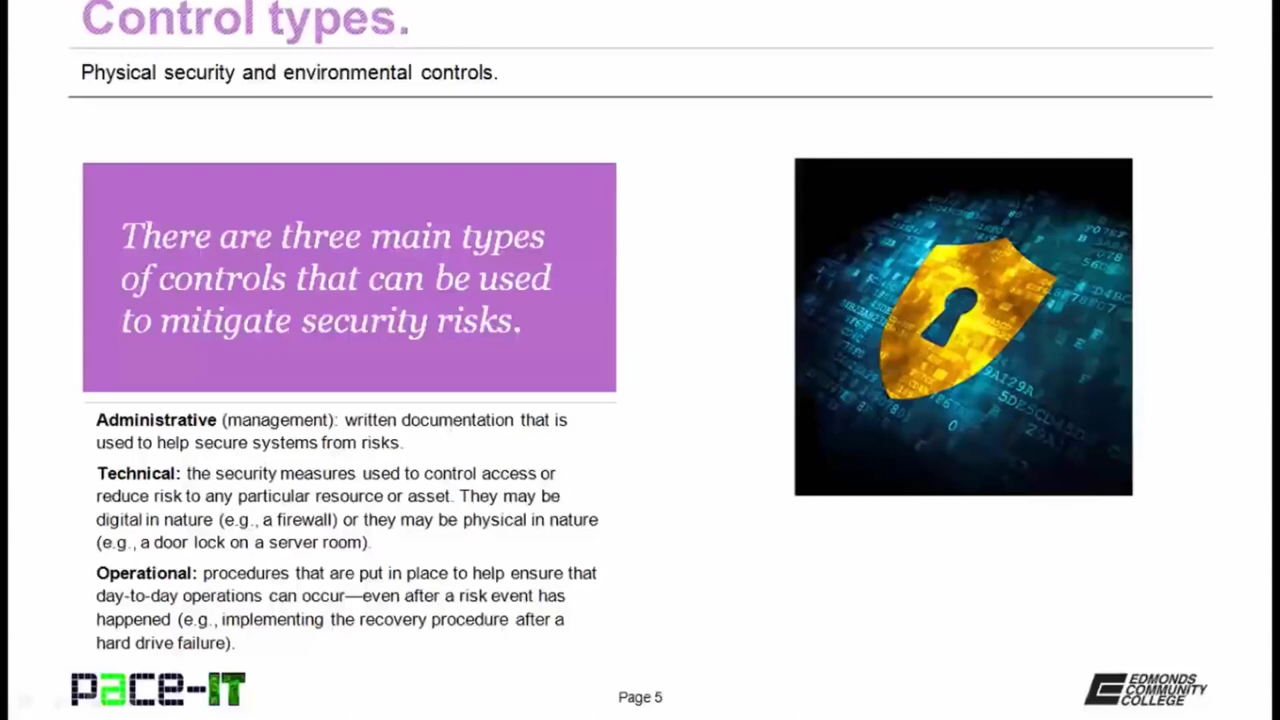 Control types.
Physical security and environmental controls.
There are three main types
of controls that can be used
to mitigate security risks.
Administrative (management): written documentation that is
used to help secure systems from risks.
Technical: the security measures used to control access or
reduce risk to any particular resource or asset. They may be
digital in nature (e.g., a firewall) or they may be physical in nature
(e.g., a door lock on a server room).
Operational: procedures that are put in place to help ensure that
day-to-day operations can occur—even after a risk event has
happened (e.g., implementing the recovery procedure after a
hard drive failure).
pace-IT
Page 5
EDMONDS
COMMUNITY
COLLEGE